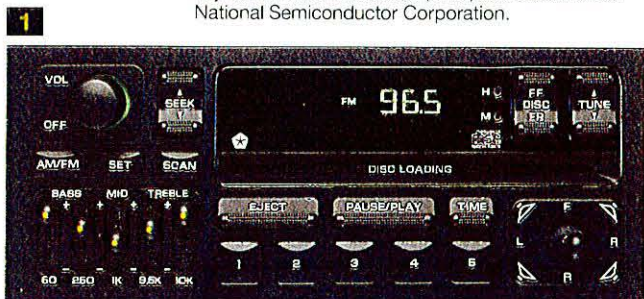 National Semiconductor Corporation.
1
VOL
OFF
SEEK
AM/FM SET SCAN
FM 96.5
H
M
FF
DISC
ER
TUNE
DISC LOADING
BASS MID TREBLE
+ + + +
60 250 1K 3.5K 10K
EJECT PAUSE/PLAY TIME
1 2 3 4 5
F
L R
R